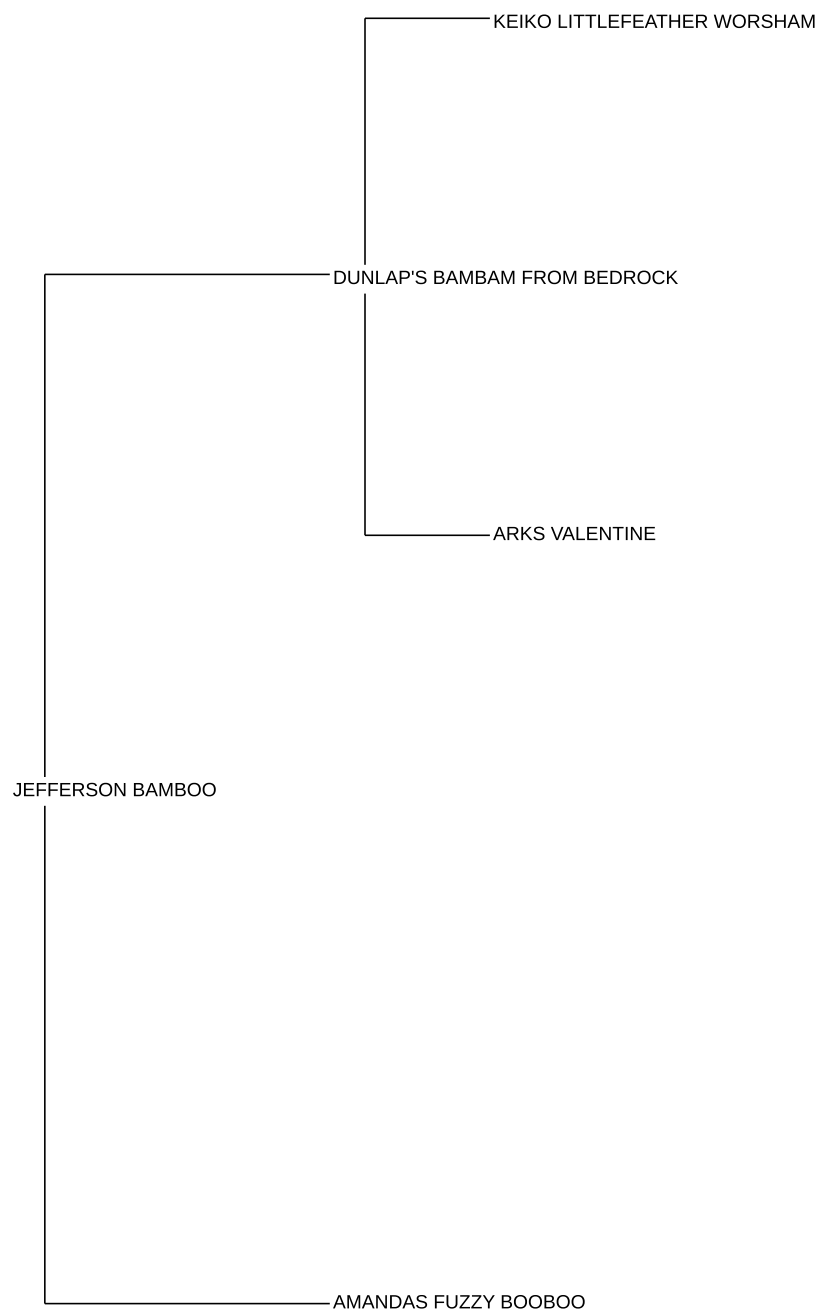 KEIKO LITTLEFEATHER WORSHAM
DUNLAP'S BAMBAM FROM BEDROCK
ARKS VALENTINE
JEFFERSON BAMBOO
AMANDAS FUZZY BOOBOO